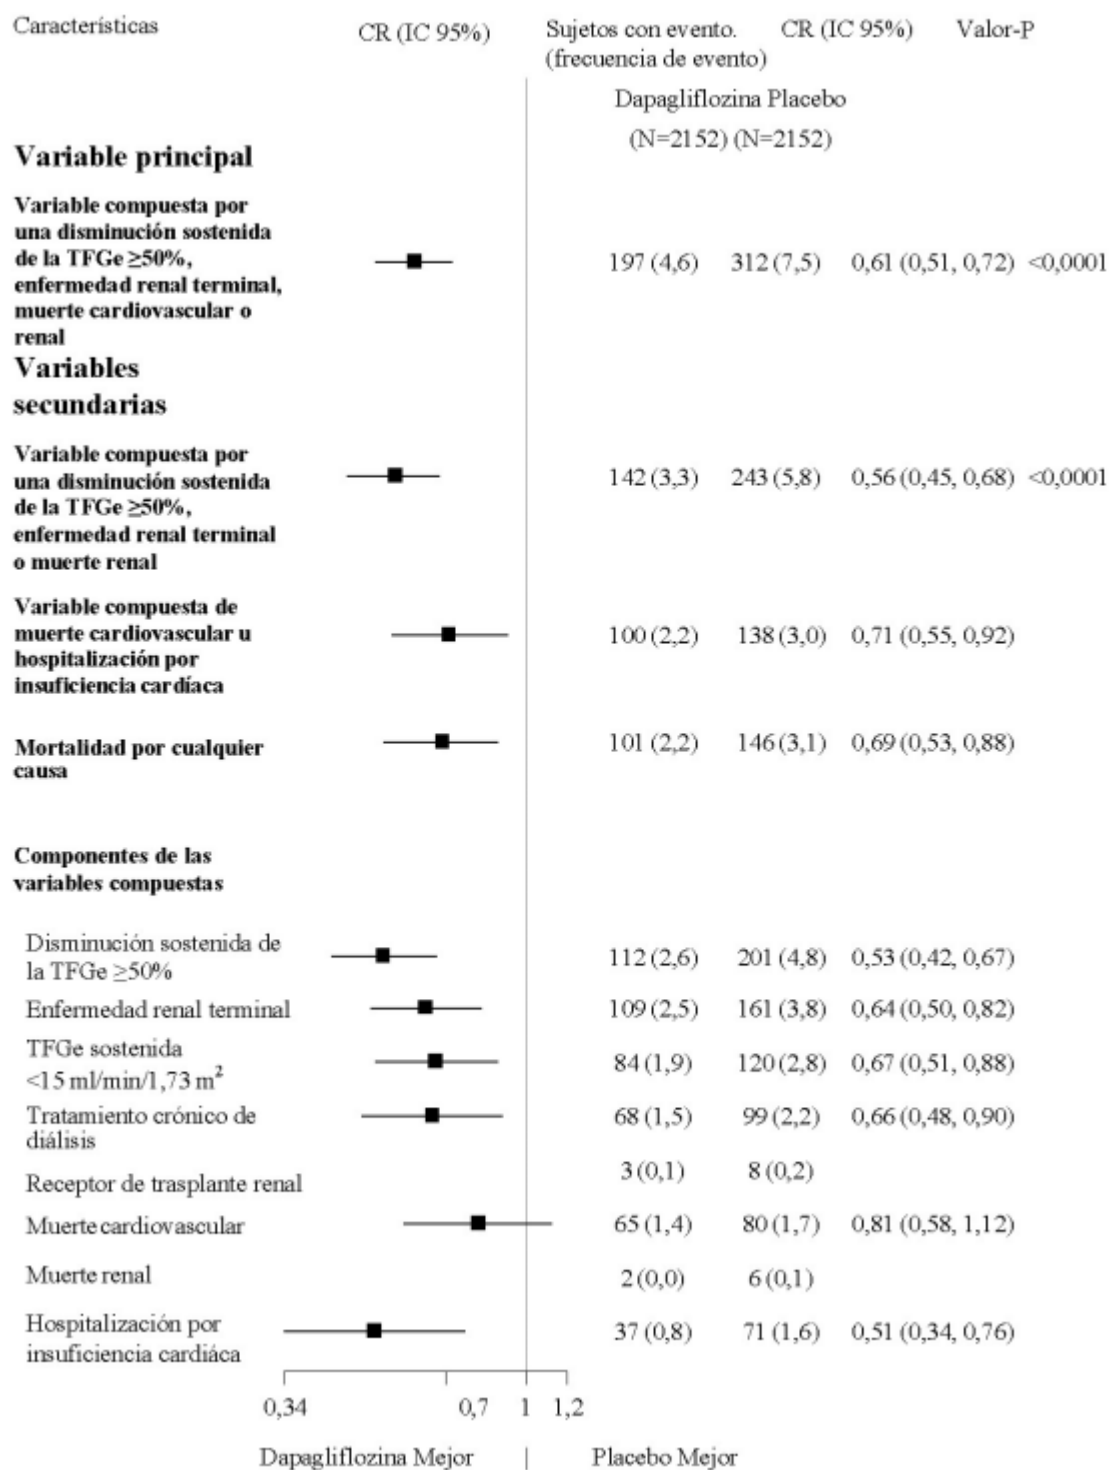 Características CR (IC 95%) Sujetos con evento. CR (IC 95%) Valor-P
(frecuencia de evento)
Dapagliflozina Placebo
(N=2152) (N=2152)
Variable principal
Variable compuesta por
una disminución sostenida
de la TFGe ≥50%, 197 (4,6) 312 (7,5) 0,61 (0,51, 0,72) <0,0001
enfermedad renal terminal,
muerte cardiovascular o
renal
Variables
secundarias
Variable compuesta por
una disminución sostenida 142 (3,3) 243 (5,8) 0,56 (0,45, 0,68) <0,0001
de la TFGe ≥50%,
enfermedad renal terminal
o muerte renal
Variable compuesta de
muerte cardiovascular u 100 (2,2) 138 (3,0) 0,71 (0,55, 0,92)
hospitalización por
insuficiencia cardíaca
Mortalidad por cualquier 101 (2,2) 146 (3,1) 0,69 (0,53, 0,88)
causa
Componentes de las
variables compuestas
Disminución sostenida de
la TFGe ≥50% 112 (2,6) 201 (4,8) 0,53 (0,42, 0,67)
Enfermedad renal terminal 109 (2,5) 161 (3,8) 0,64 (0,50, 0,82)
TFGe sostenida
<15 ml/min/1,73 m² 84 (1,9) 120 (2,8) 0,67 (0,51, 0,88)
Tratamiento crónico de 68 (1,5) 99 (2,2) 0,66 (0,48, 0,90)
diálisis
Receptor de trasplante renal 3 (0,1) 8 (0,2)
Muerte cardiovascular 65 (1,4) 80 (1,7) 0,81 (0,58, 1,12)
Muerte renal 2 (0,0) 6 (0,1)
Hospitalización por 37 (0,8) 71 (1,6) 0,51 (0,34, 0,76)
insuficiencia cardiáca
0,34 0,7 1 1,2
Dapagliflozina Mejor Placebo Mejor